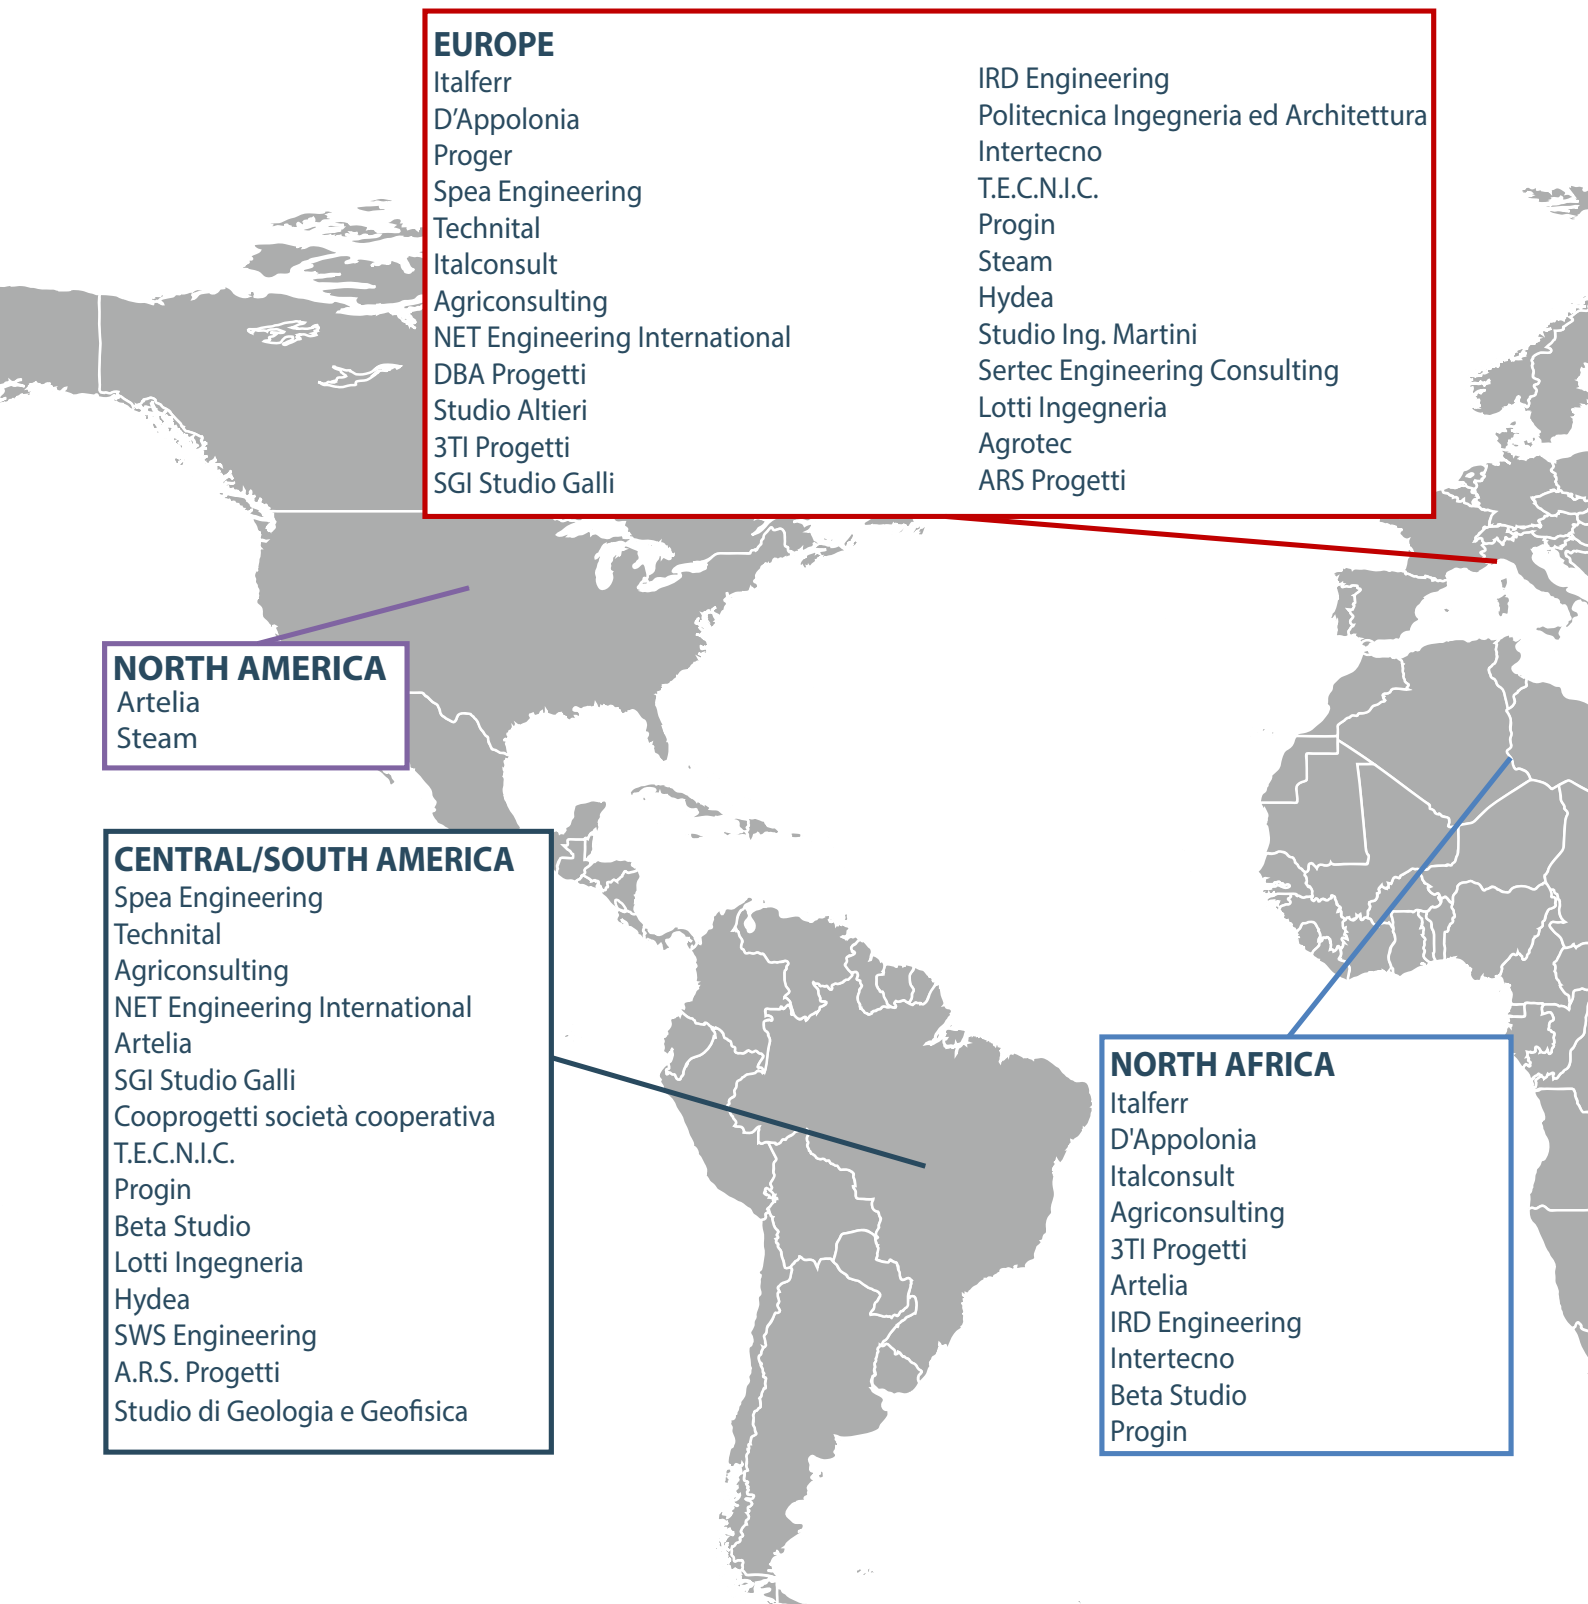 EUROPE
Italferr
D’Appolonia
Proger
Spea Engineering
Technital
Italconsult
Agriconsulting
NET Engineering International
DBA Progetti
Studio Altieri
3TI Progetti
SGI Studio Galli
IRD Engineering
Politecnica Ingegneria ed Architettura
Intertecno
T.E.C.N.I.C.
Progin
Steam
Hydea
Studio Ing. Martini
Sertec Engineering Consulting
Lotti Ingegneria
Agrotec
ARS Progetti
NORTH AMERICA
Artelia
Steam
CENTRAL/SOUTH AMERICA
Spea Engineering
Technital
Agriconsulting
NET Engineering International
Artelia
SGI Studio Galli
Cooprogetti società cooperativa
T.E.C.N.I.C.
Progin
Beta Studio
Lotti Ingegneria
Hydea
SWS Engineering
A.R.S. Progetti
Studio di Geologia e Geofisica
NORTH AFRICA
Italferr
D'Appolonia
Italconsult
Agriconsulting
3TI Progetti
Artelia
IRD Engineering
Intertecno
Beta Studio
Progin